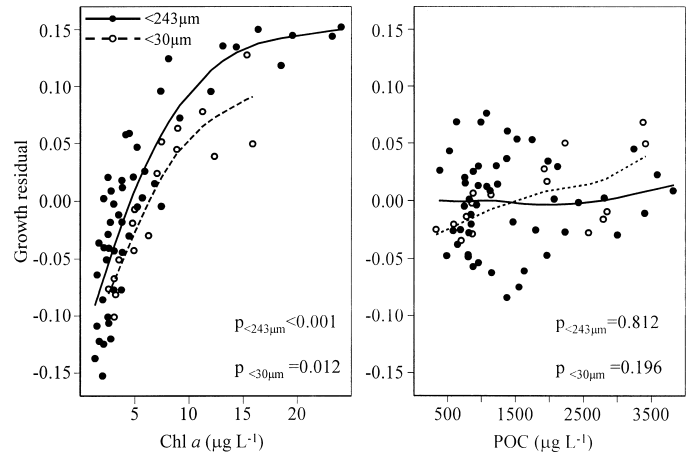 <243µm
<30µm
Growth residual
0.15
0.10
0.05
0.00
-0.05
-0.10
-0.15
p<243µm<0.001
p <30µm =0.012
5 10 15 20
Chl a (µg L-1)
0.15
0.10
0.05
0.00
-0.05
-0.10
-0.15
p<243µm=0.812
p <30µm =0.196
500 1500 2500 3500
POC (µg L-1)